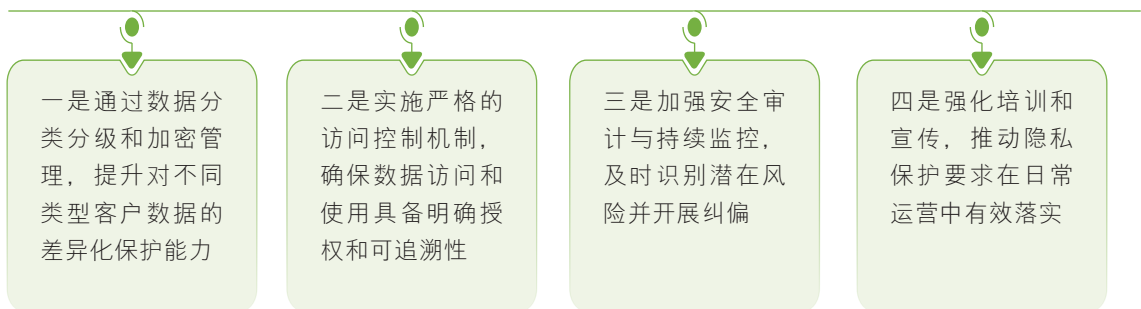 一是通过数据分
类分级和加密管
理，提升对不同
类型客户数据的
差异化保护能力
二是实施严格的
访问控制机制，
确保数据访问和
使用具备明确授
权和可追溯性
三是加强安全审
计与持续监控，
及时识别潜在风
险并开展纠偏
四是强化培训和
宣传，推动隐私
保护要求在日常
运营中有效落实